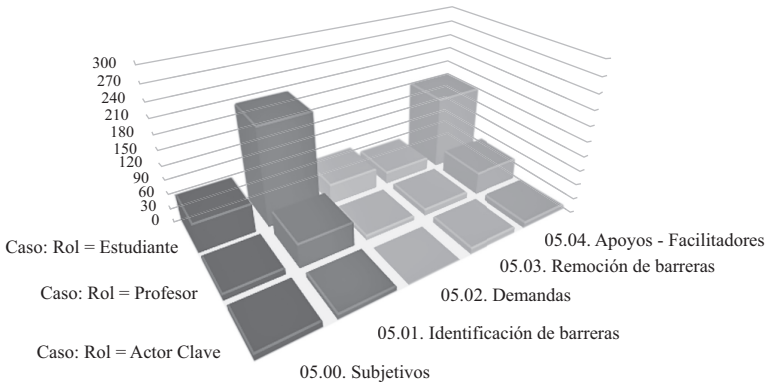 300
270
240
210
180
150
120
90
60
30
0
Caso: Rol = Estudiante
Caso: Rol = Profesor
Caso: Rol = Actor Clave
05.04. Apoyos - Facilitadores
05.03. Remoción de barreras
05.02. Demandas
05.01. Identificación de barreras
05.00. Subjetivos